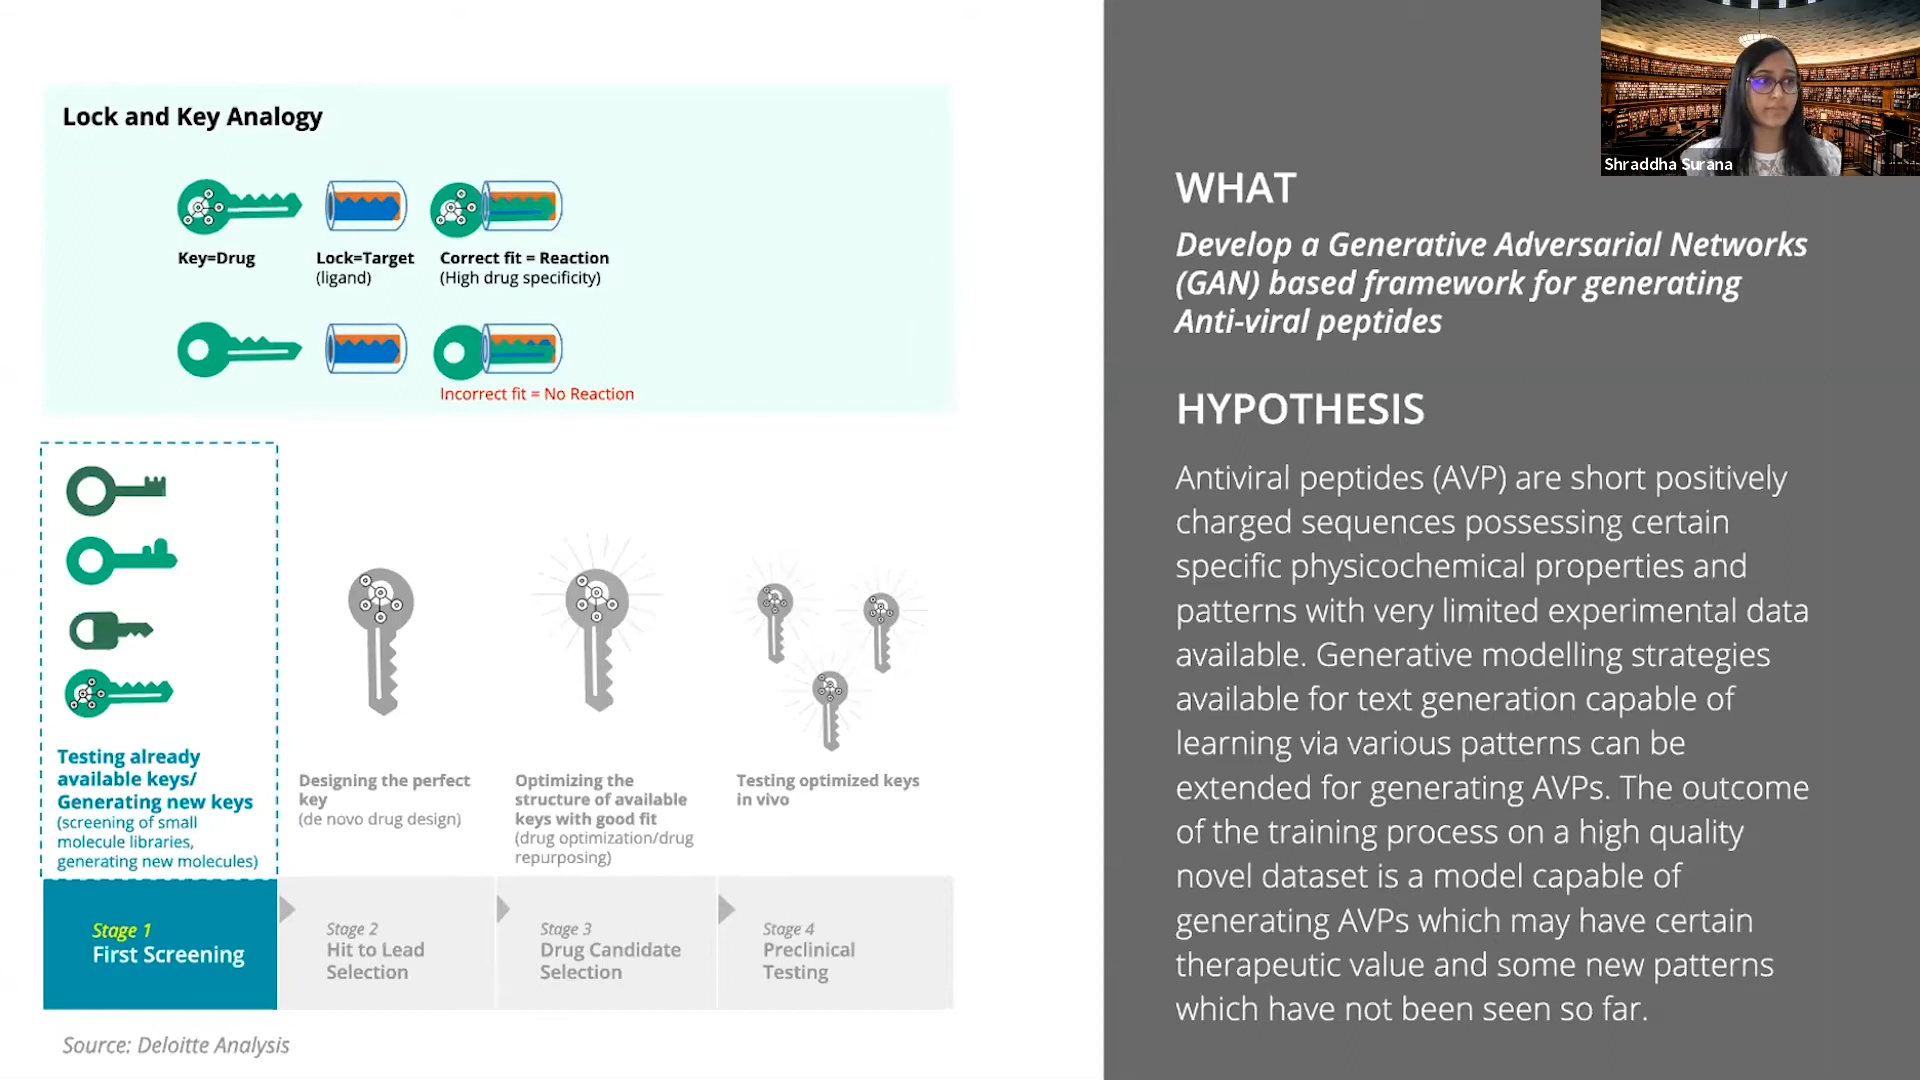 Lock and Key Analogy
Key=Drug
Lock=Target
(ligand)
Correct fit = Reaction
(High drug specificity)
Incorrect fit = No Reaction
Testing already
available keys/
Generating new keys
(screening of small
molecule libraries,
generating new molecules)
Designing the perfect
key
(de novo drug design)
Optimizing the
structure of available
keys with good fit
(drug optimization/drug
repurposing)
Testing optimized keys
in vivo
Stage 1
First Screening
Stage 2
Hit to Lead
Selection
Stage 3
Drug Candidate
Selection
Stage 4
Preclinical
Testing
Source: Deloitte Analysis
Shraddha Surana
WHAT
Develop a Generative Adversarial Networks
(GAN) based framework for generating
Anti-viral peptides
HYPOTHESIS
Antiviral peptides (AVP) are short positively
charged sequences possessing certain
specific physicochemical properties and
patterns with very limited experimental data
available. Generative modelling strategies
available for text generation capable of
learning via various patterns can be
extended for generating AVPs. The outcome
of the training process on a high quality
novel dataset is a model capable of
generating AVPs which may have certain
therapeutic value and some new patterns
which have not been seen so far.